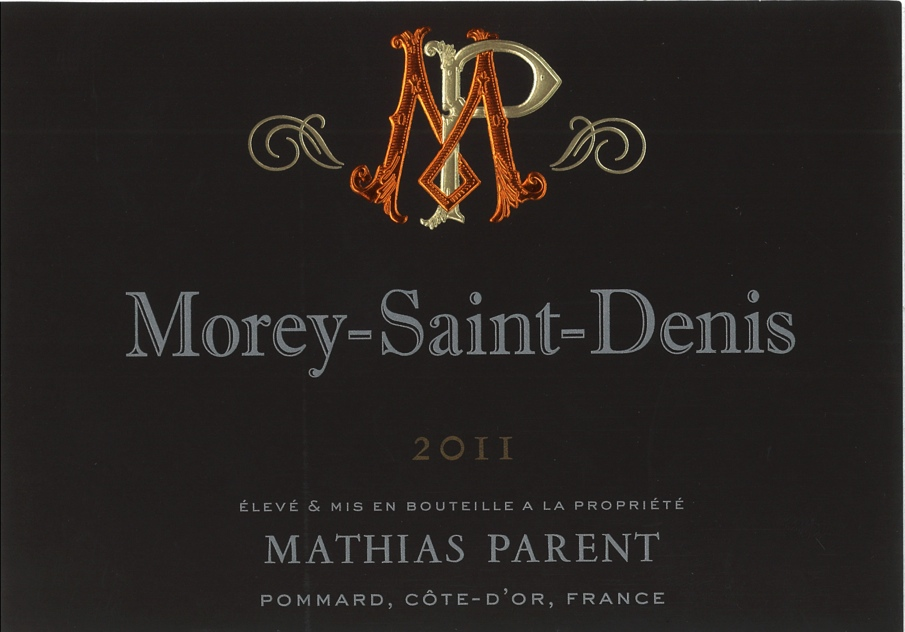 MP
Morey-Saint-Denis
2011
ÉLEVÉ & MIS EN BOUTEILLE A LA PROPRIÉTÉ
MATHIAS PARENT
POMMARD, CÔTE-D'OR, FRANCE